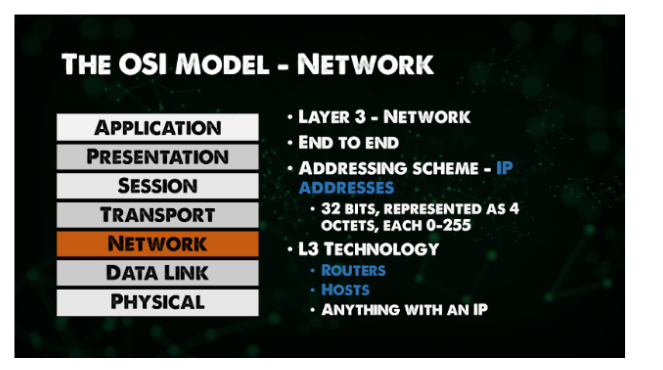 The OSI Model - Network
Application
Presentation
Session
Transport
Network
Data Link
Physical
• Layer 3 - Network
• End to end
• Addressing scheme - IP
addresses
• 32 bits, represented as 4
octets, each 0-255
• L3 Technology
• Routers
• Hosts
• Anything with an IP